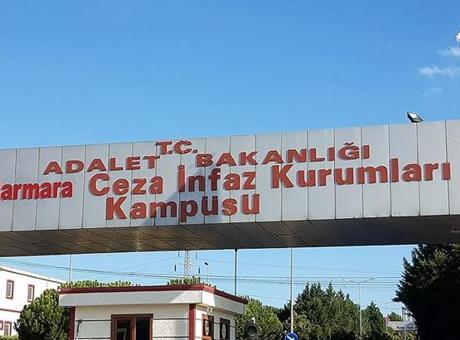 T.C.
ADALET BAKANLIĞI
armara Ceza İnfaz Kurumları
Kampüsü